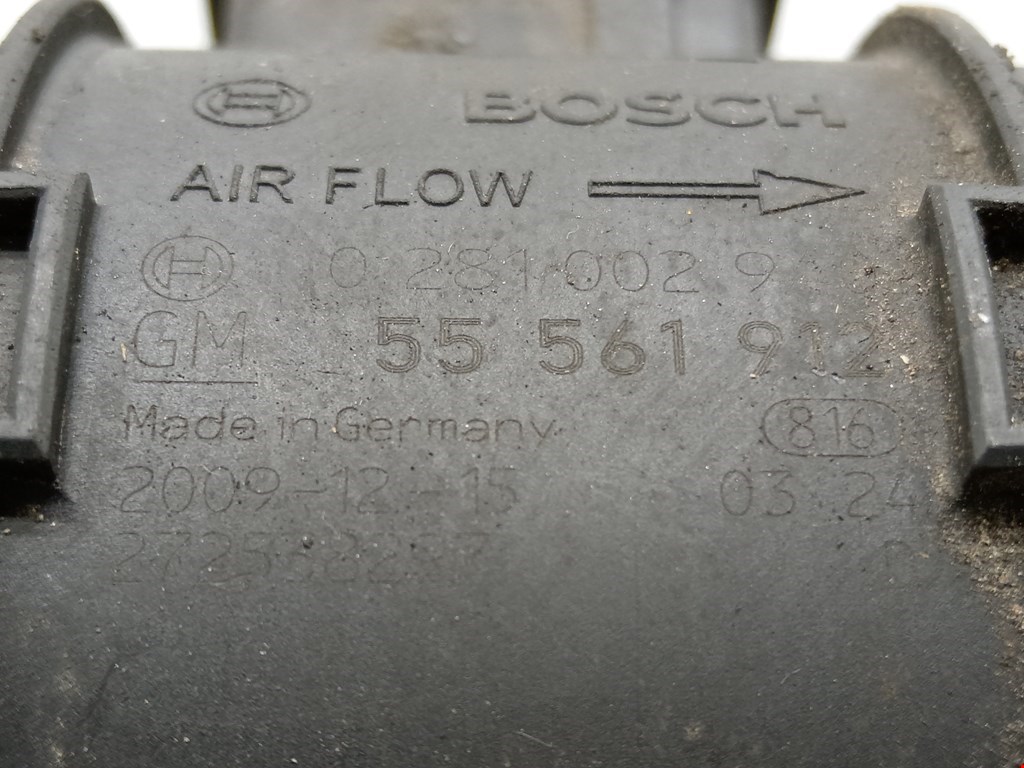 BOSCH
AIR FLOW
0 281 002 9
GM 55 561 912
Made in Germany 816
2009-12-15 03:24